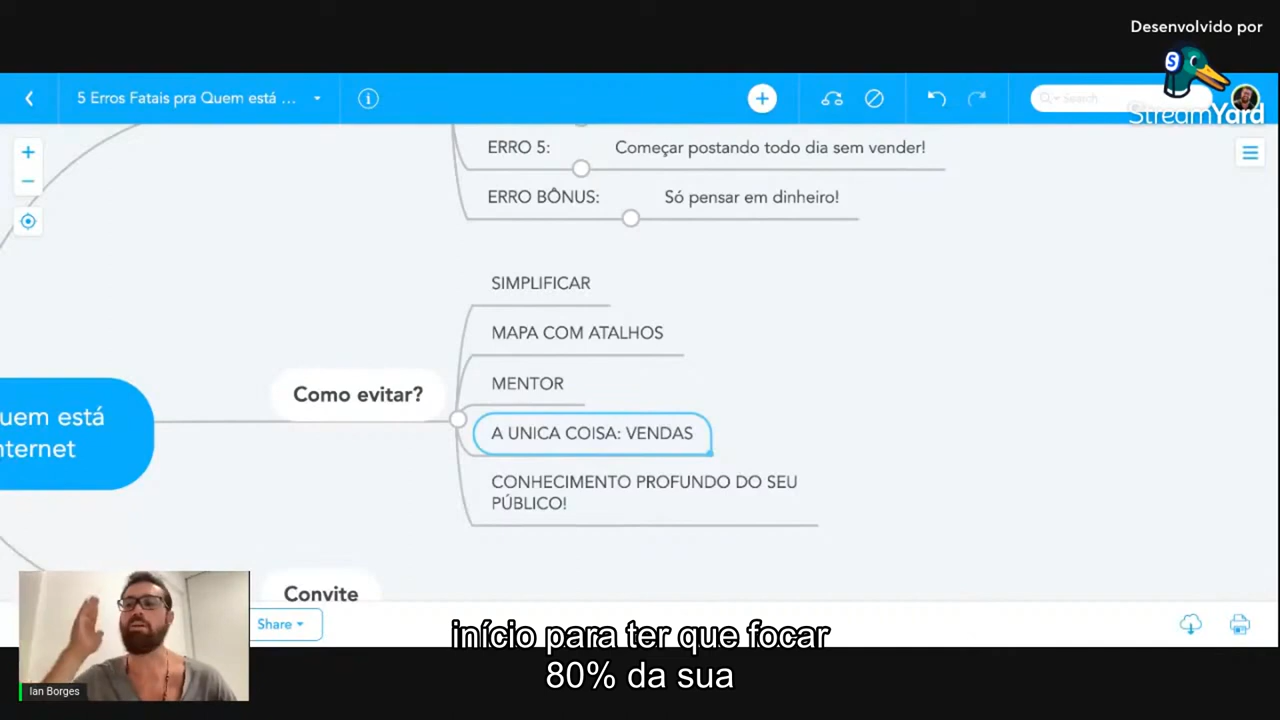 Desenvolvido por
StreamYard
5 Erros Fatais pra Quem está ...
Search
ERRO 5: Começar postando todo dia sem vender!
ERRO BÔNUS: Só pensar em dinheiro!
SIMPLIFICAR
MAPA COM ATALHOS
Como evitar?
MENTOR
uem está
nternet
A UNICA COISA: VENDAS
CONHECIMENTO PROFUNDO DO SEU
PÚBLICO!
Convite
Share
início para ter que focar
80% da sua
Ian Borges